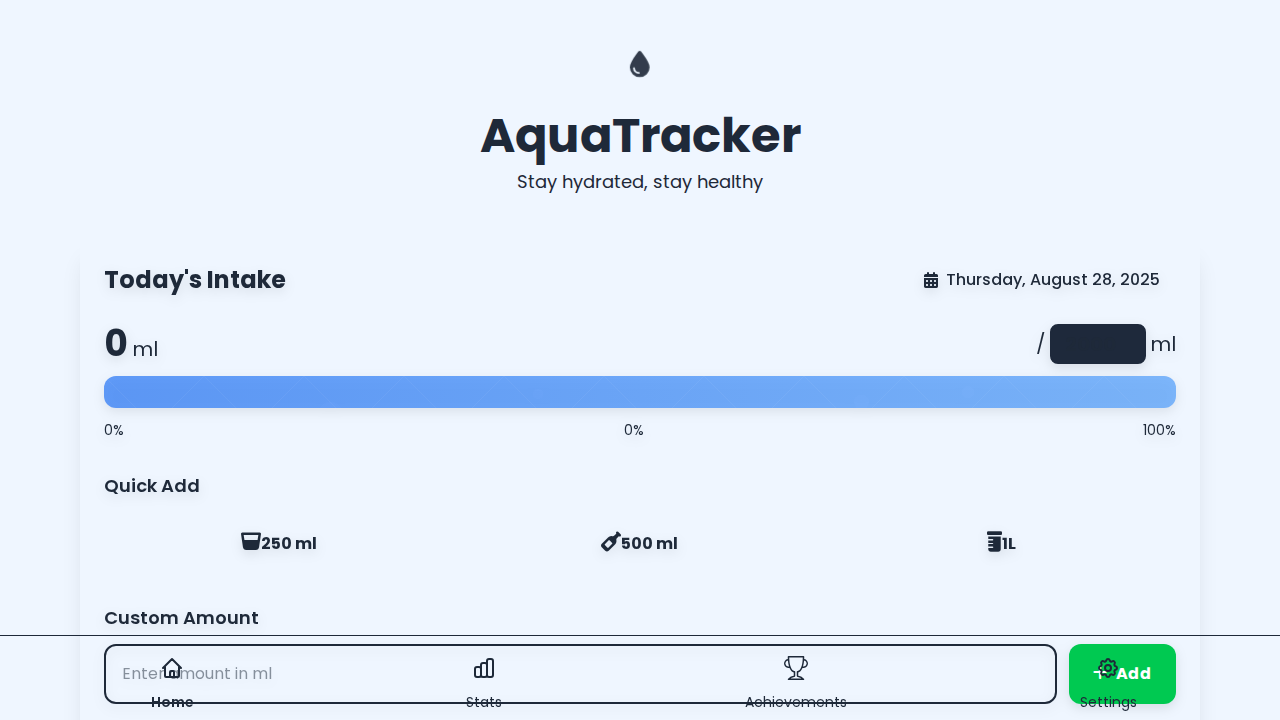 AquaTracker
Stay hydrated, stay healthy
Today's Intake
Thursday, August 28, 2025
0 ml
/ ml
0%
0%
100%
Quick Add
250 ml
500 ml
1L
Custom Amount
Enter amount in ml
+ Add
Home
Stats
Achievements
Settings